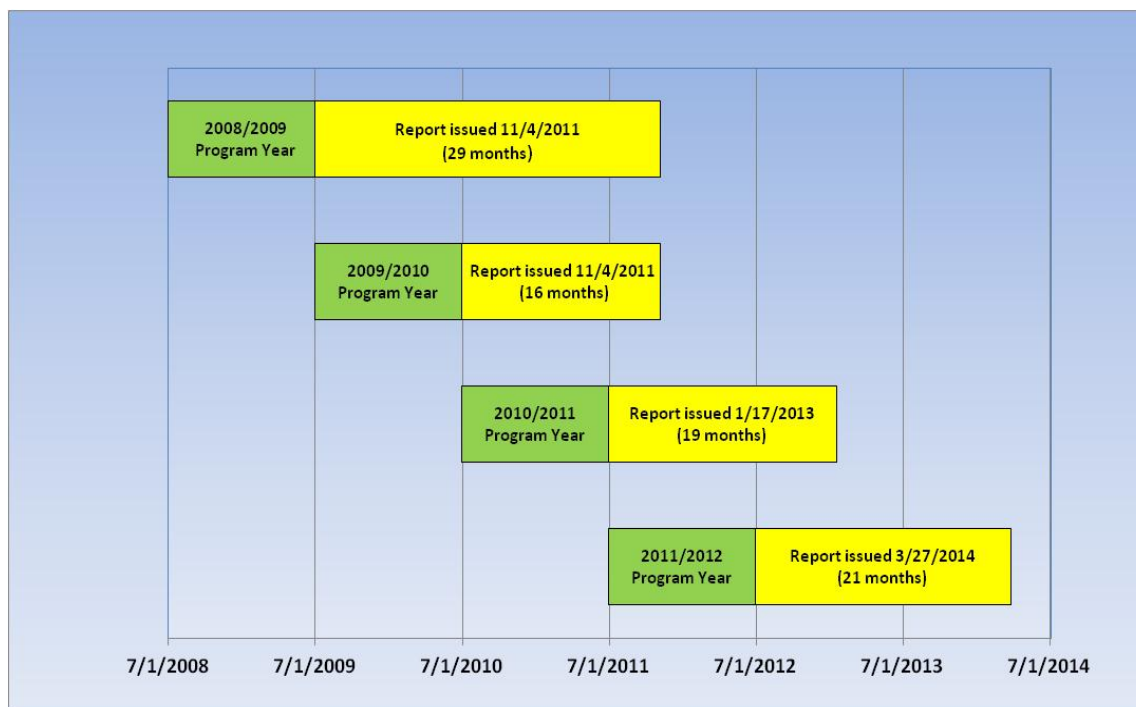 2008/2009
Program Year
Report issued 11/4/2011
(29 months)
2009/2010
Program Year
Report issued 11/4/2011
(16 months)
2010/2011
Program Year
Report issued 1/17/2013
(19 months)
2011/2012
Program Year
Report issued 3/27/2014
(21 months)
7/1/2008 7/1/2009 7/1/2010 7/1/2011 7/1/2012 7/1/2013 7/1/2014